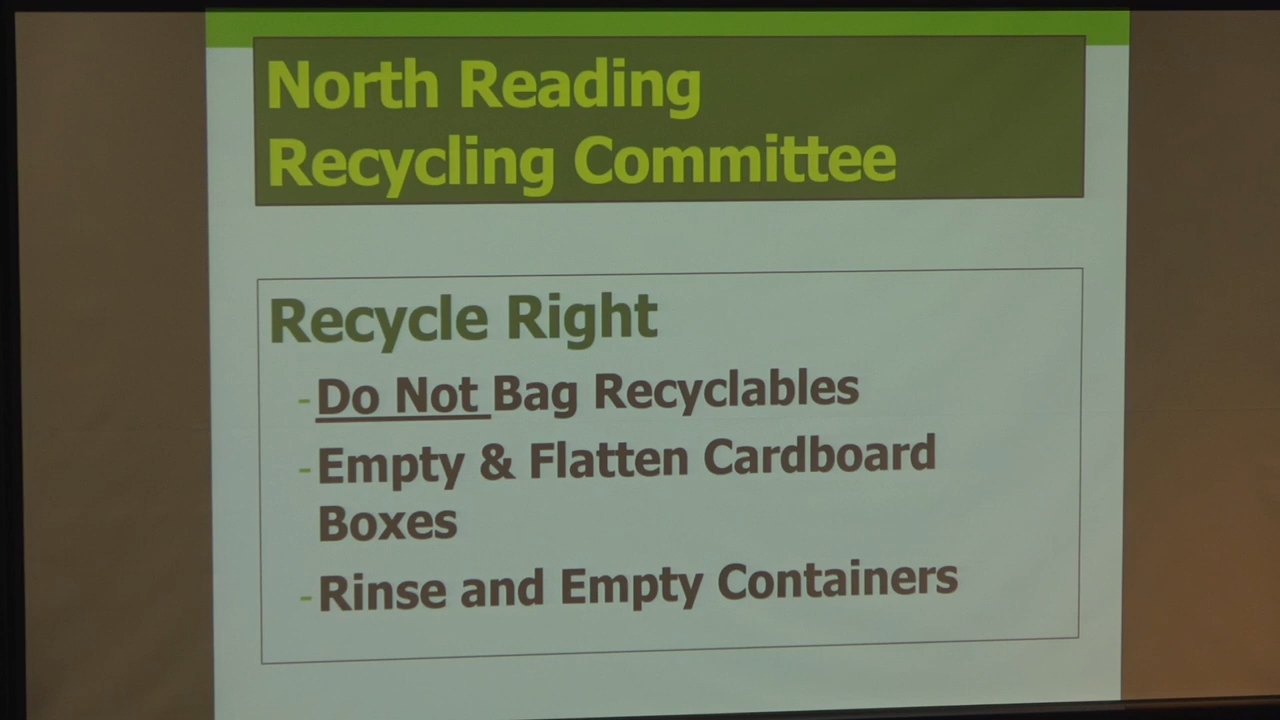 North Reading
Recycling Committee
Recycle Right
-Do Not Bag Recyclables
-Empty & Flatten Cardboard
Boxes
-Rinse and Empty Containers